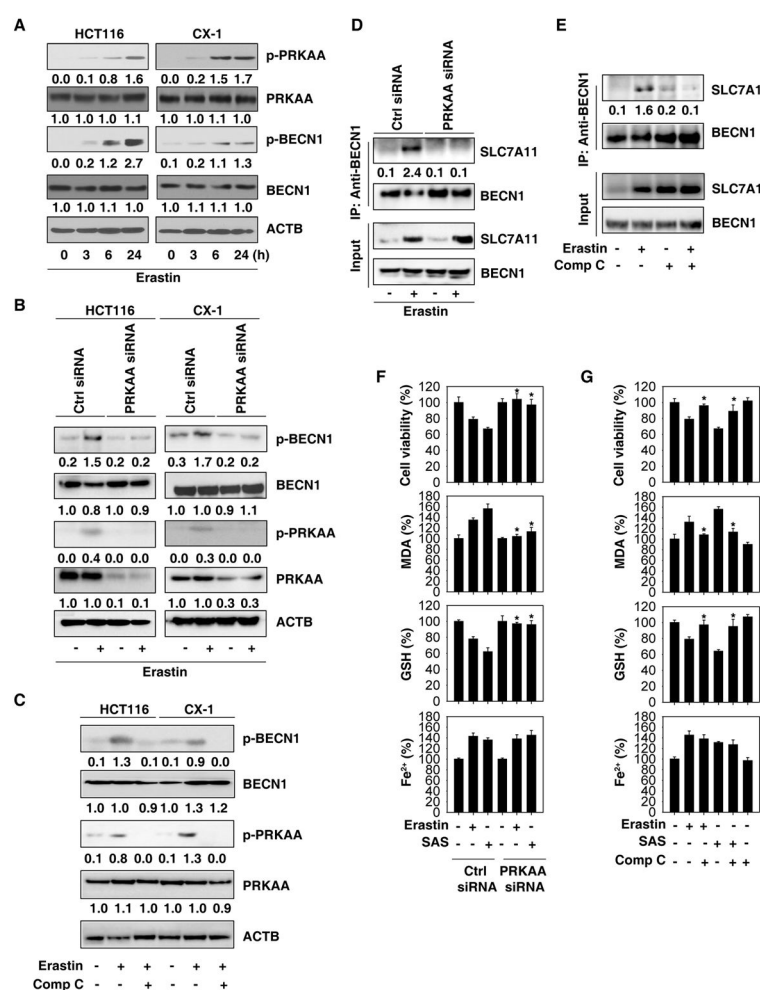 A
HCT116 CX-1
p-PRKAA
0.0 0.1 0.8 1.6 0.0 0.2 1.5 1.7
PRKAA
1.0 1.0 1.0 1.1 1.0 1.0 1.1 1.0
p-BECN1
0.0 0.2 1.2 2.7 0.1 0.2 1.1 1.3
BECN1
1.0 1.0 1.1 1.0 1.0 1.1 1.1 1.0
ACTB
0 3 6 24 0 3 6 24 (h)
Erastin
B
HCT116 CX-1
Ctrl siRNA PRKAA siRNA Ctrl siRNA PRKAA siRNA
p-BECN1
0.2 1.5 0.2 0.2 0.3 1.7 0.2 0.2
BECN1
1.0 0.8 1.0 0.9 1.0 1.0 0.9 1.1
p-PRKAA
0.0 0.4 0.0 0.0 0.0 0.3 0.0 0.0
PRKAA
1.0 1.0 0.1 0.1 1.0 1.0 0.3 0.3
ACTB
- + - + - + - +
Erastin
C
HCT116 CX-1
p-BECN1
0.1 1.3 0.1 0.1 0.9 0.0
BECN1
1.0 1.0 0.9 1.0 1.3 1.2
p-PRKAA
0.1 0.8 0.0 0.1 1.3 0.0
PRKAA
1.0 1.1 1.0 1.0 1.0 0.9
ACTB
Erastin - + + - + +
Comp C - - + - - +
D
Ctrl siRNA PRKAA siRNA
IP: Anti-BECN1
SLC7A11
0.1 2.4 0.1 0.1
BECN1
Input
SLC7A11
BECN1
- + - +
Erastin
E
IP: Anti-BECN1
SLC7A1
0.1 1.6 0.2 0.1
BECN1
Input
SLC7A1
BECN1
Erastin - + - +
Comp C - - + +
F
Cell viability (%)
120
100
80
60
40
20
0
* *
MDA (%)
180
160
140
120
100
80
60
40
20
0
* *
GSH (%)
120
100
80
60
40
20
0
* *
Fe2+ (%)
180
160
140
120
100
80
60
40
20
0
Erastin - + - - + -
SAS - - + - - +
Ctrl siRNA PRKAA siRNA
G
Cell viability (%)
120
100
80
60
40
20
0
* *
MDA (%)
180
160
140
120
100
80
60
40
20
0
* *
GSH (%)
120
100
80
60
40
20
0
* *
Fe2+ (%)
180
160
140
120
100
80
60
40
20
0
Erastin - + + - - -
SAS - - - + + -
Comp C - - + - + +